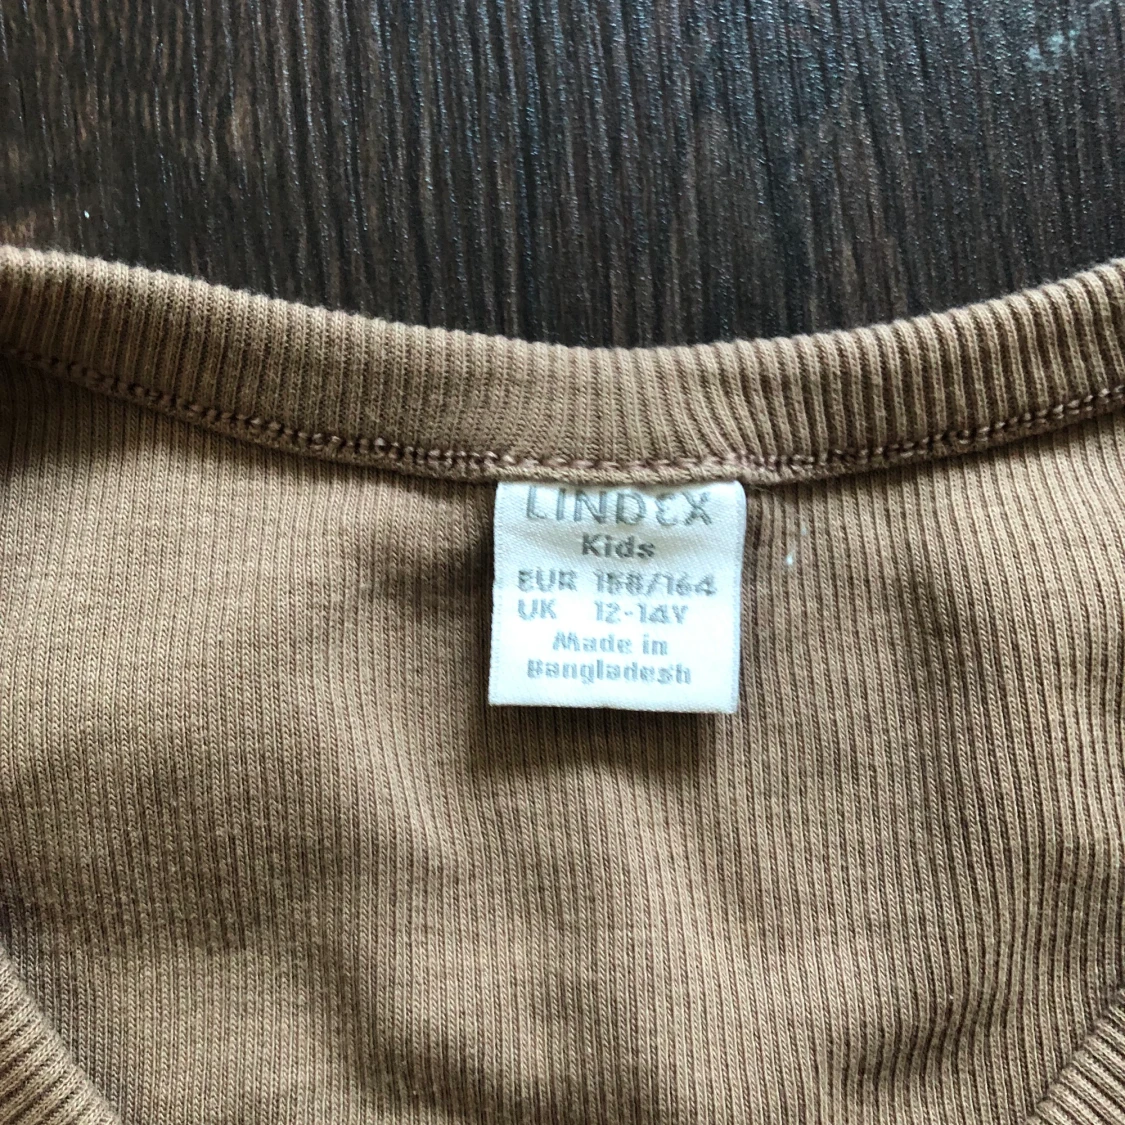 LINDEX
Kids
EUR 158/164
UK 12-14Y
Made in
Bangladesh